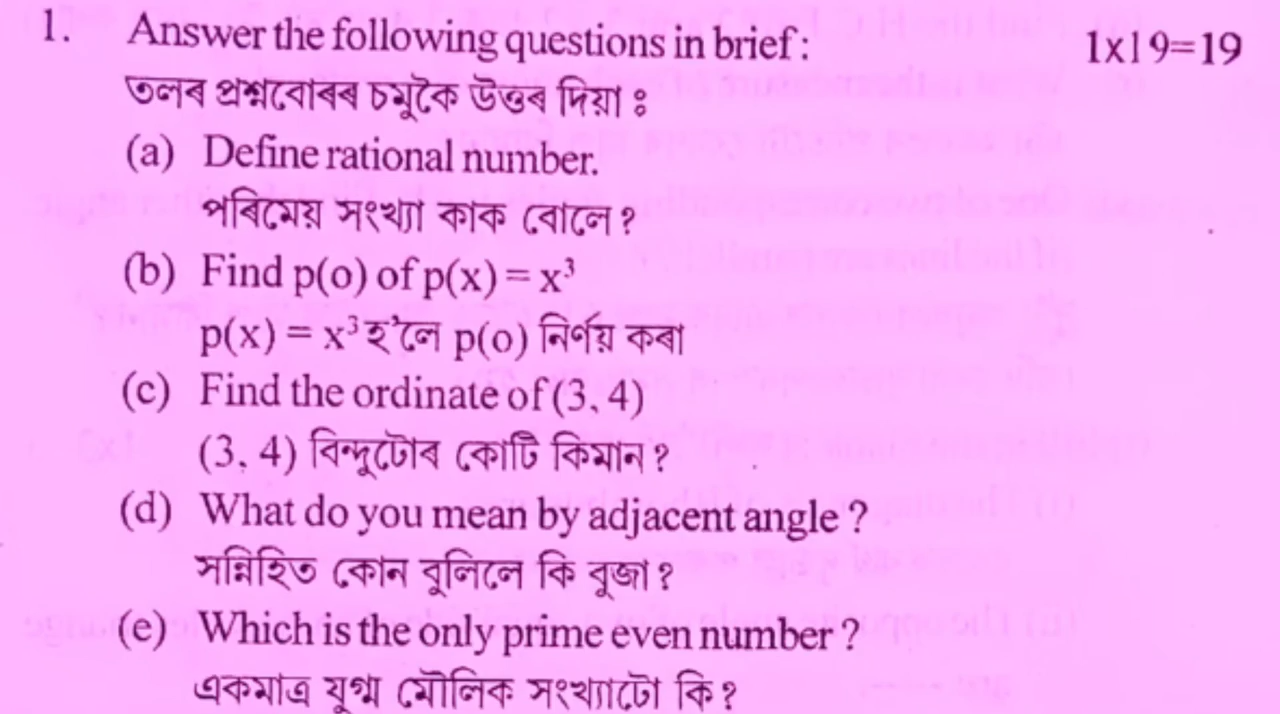 1. Answer the following questions in brief : 1x19=19
তলৰ প্ৰশ্নবোৰৰ চমুকৈ উত্তৰ দিয়া ঃ
(a) Define rational number.
পৰিমেয় সংখ্যা কাক বোলে ?
(b) Find p(o) of p(x) = x³
p(x) = x³ হ'লে p(o) নিৰ্ণয় কৰা
(c) Find the ordinate of (3, 4)
(3, 4) বিন্দুটোৰ কোটি কিমান ?
(d) What do you mean by adjacent angle ?
সন্নিহিত কোন বুলিলে কি বুজা ?
(e) Which is the only prime even number ?
একমাত্ৰ যুগ্ম মৌলিক সংখ্যাটো কি ?